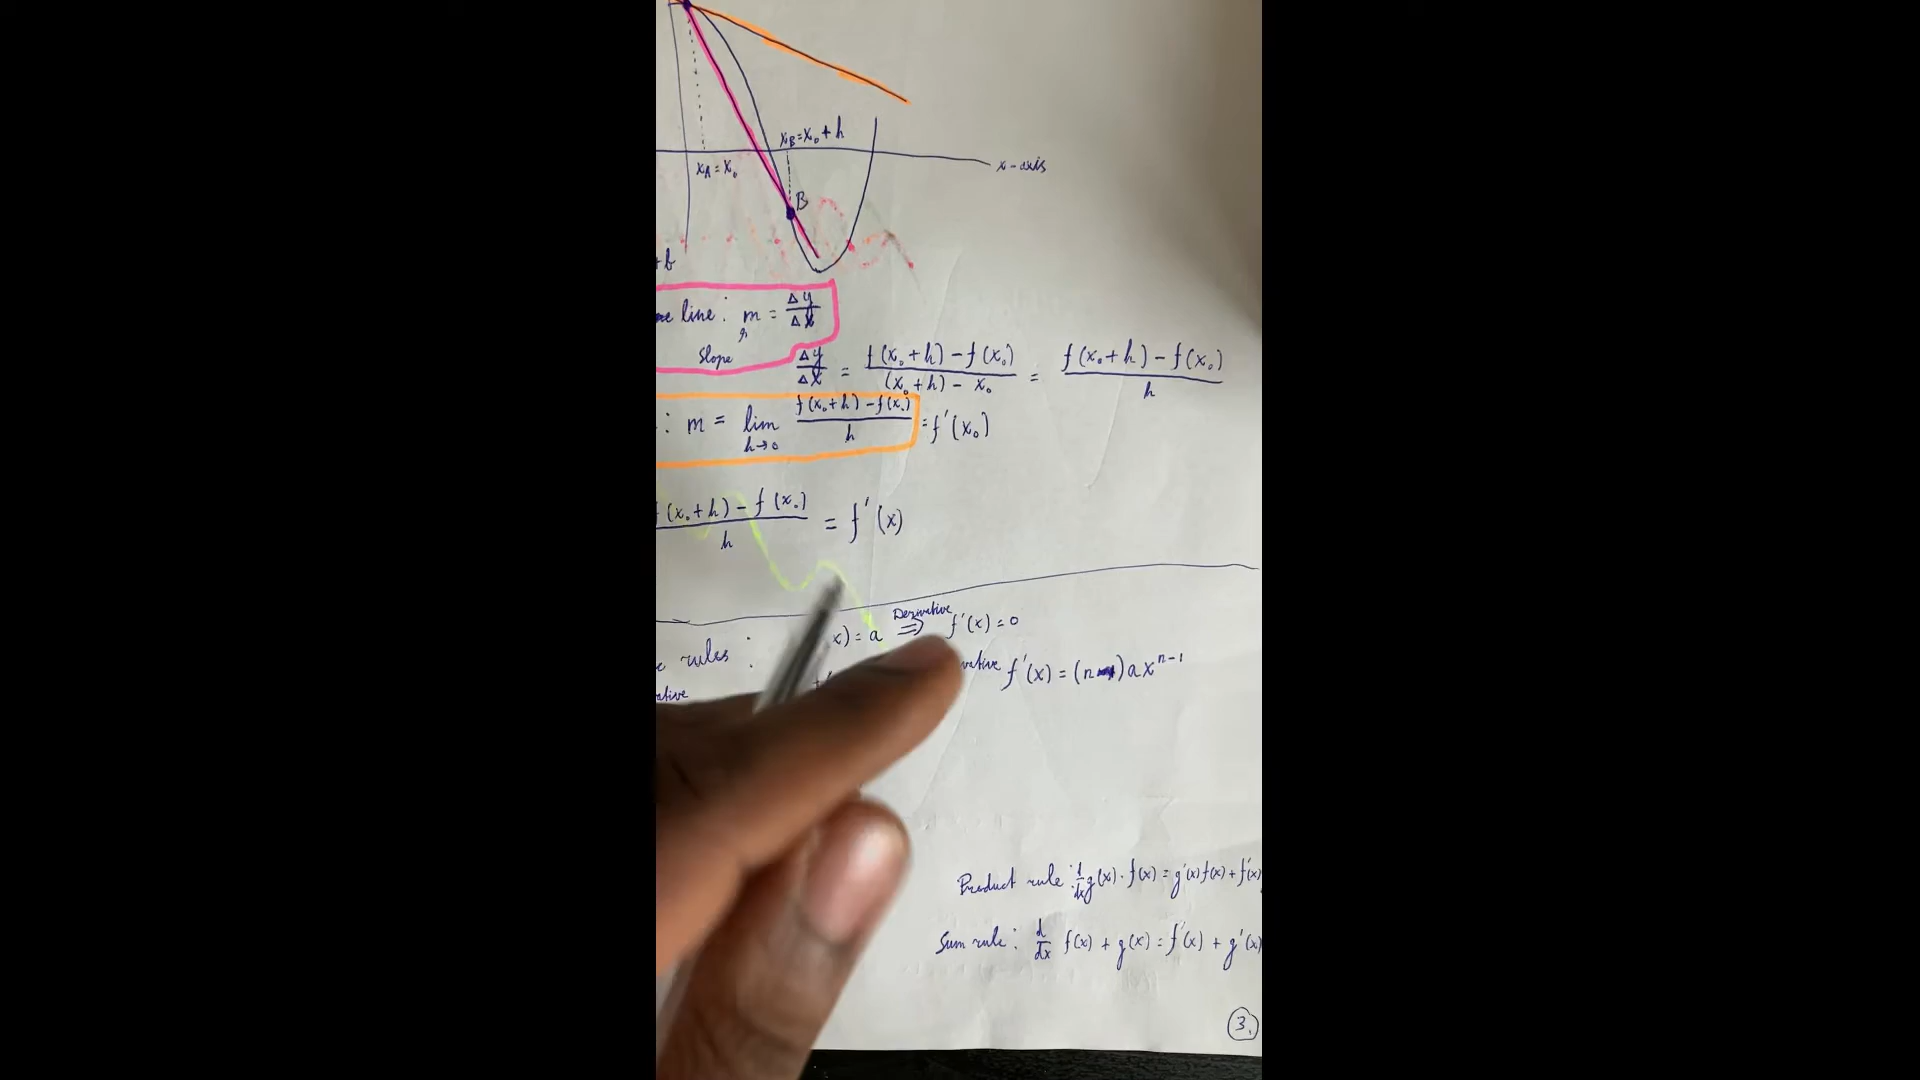 x_B = x_0 + h
x_A = x_0
x-axis
B
+b
line : m = Δy/Δx
slope
Δy/Δx = (f(x_0+h) - f(x_0))/((x_0+h) - x_0) = (f(x_0+h) - f(x_0))/h
: m = lim h→0 (f(x_0+h) - f(x_0))/h = f'(x_0)
f(x_0+h) - f(x_0)/h = f'(x)
rules : x) = a Derivative ⇒ f'(x) = 0
f'(x) = (n) a x^{n-1}
Product rule : d/dx g(x) · f(x) = g'(x) f(x) + f'(x)
Sum rule : d/dx f(x) + g(x) = f'(x) + g'(x)
3.